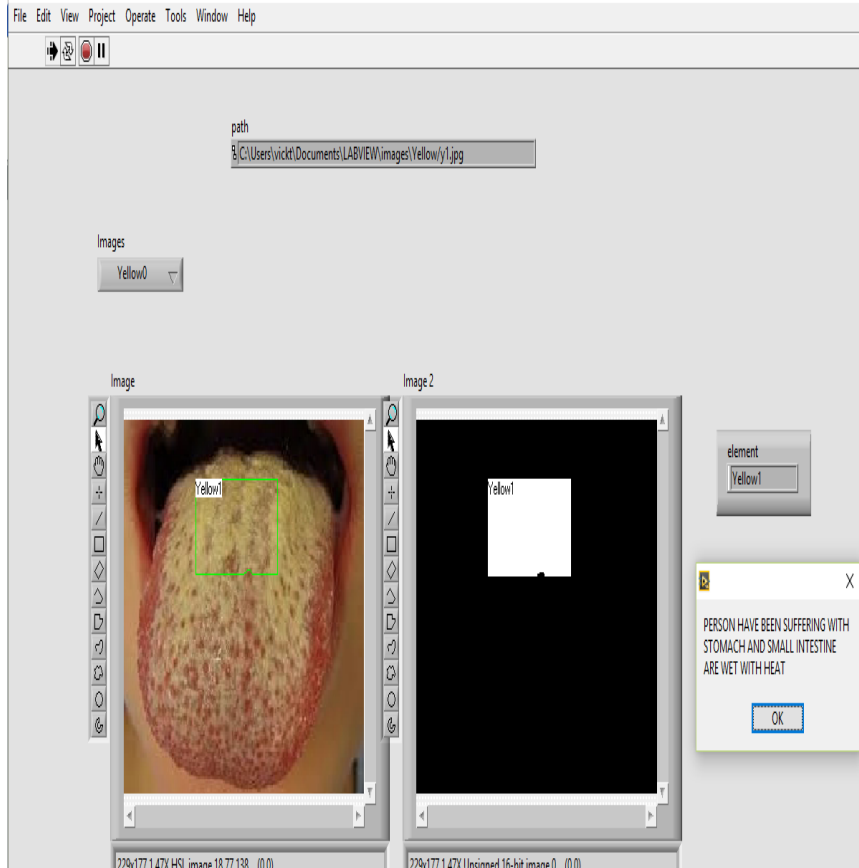 File Edit View Project Operate Tools Window Help
path
C:\Users\vickt\Documents\LABVIEW\images\Yellow/y1.jpg
Images
Yellow0
Image
Image 2
Yellow1
Yellow1
element
Yellow1
PERSON HAVE BEEN SUFFERING WITH
STOMACH AND SMALL INTESTINE
ARE WET WITH HEAT
OK
229x177 1.47X HSL image 18,77,138 (0,0)
229x177 1.47X Unsigned 16-bit image 0 (0,0)